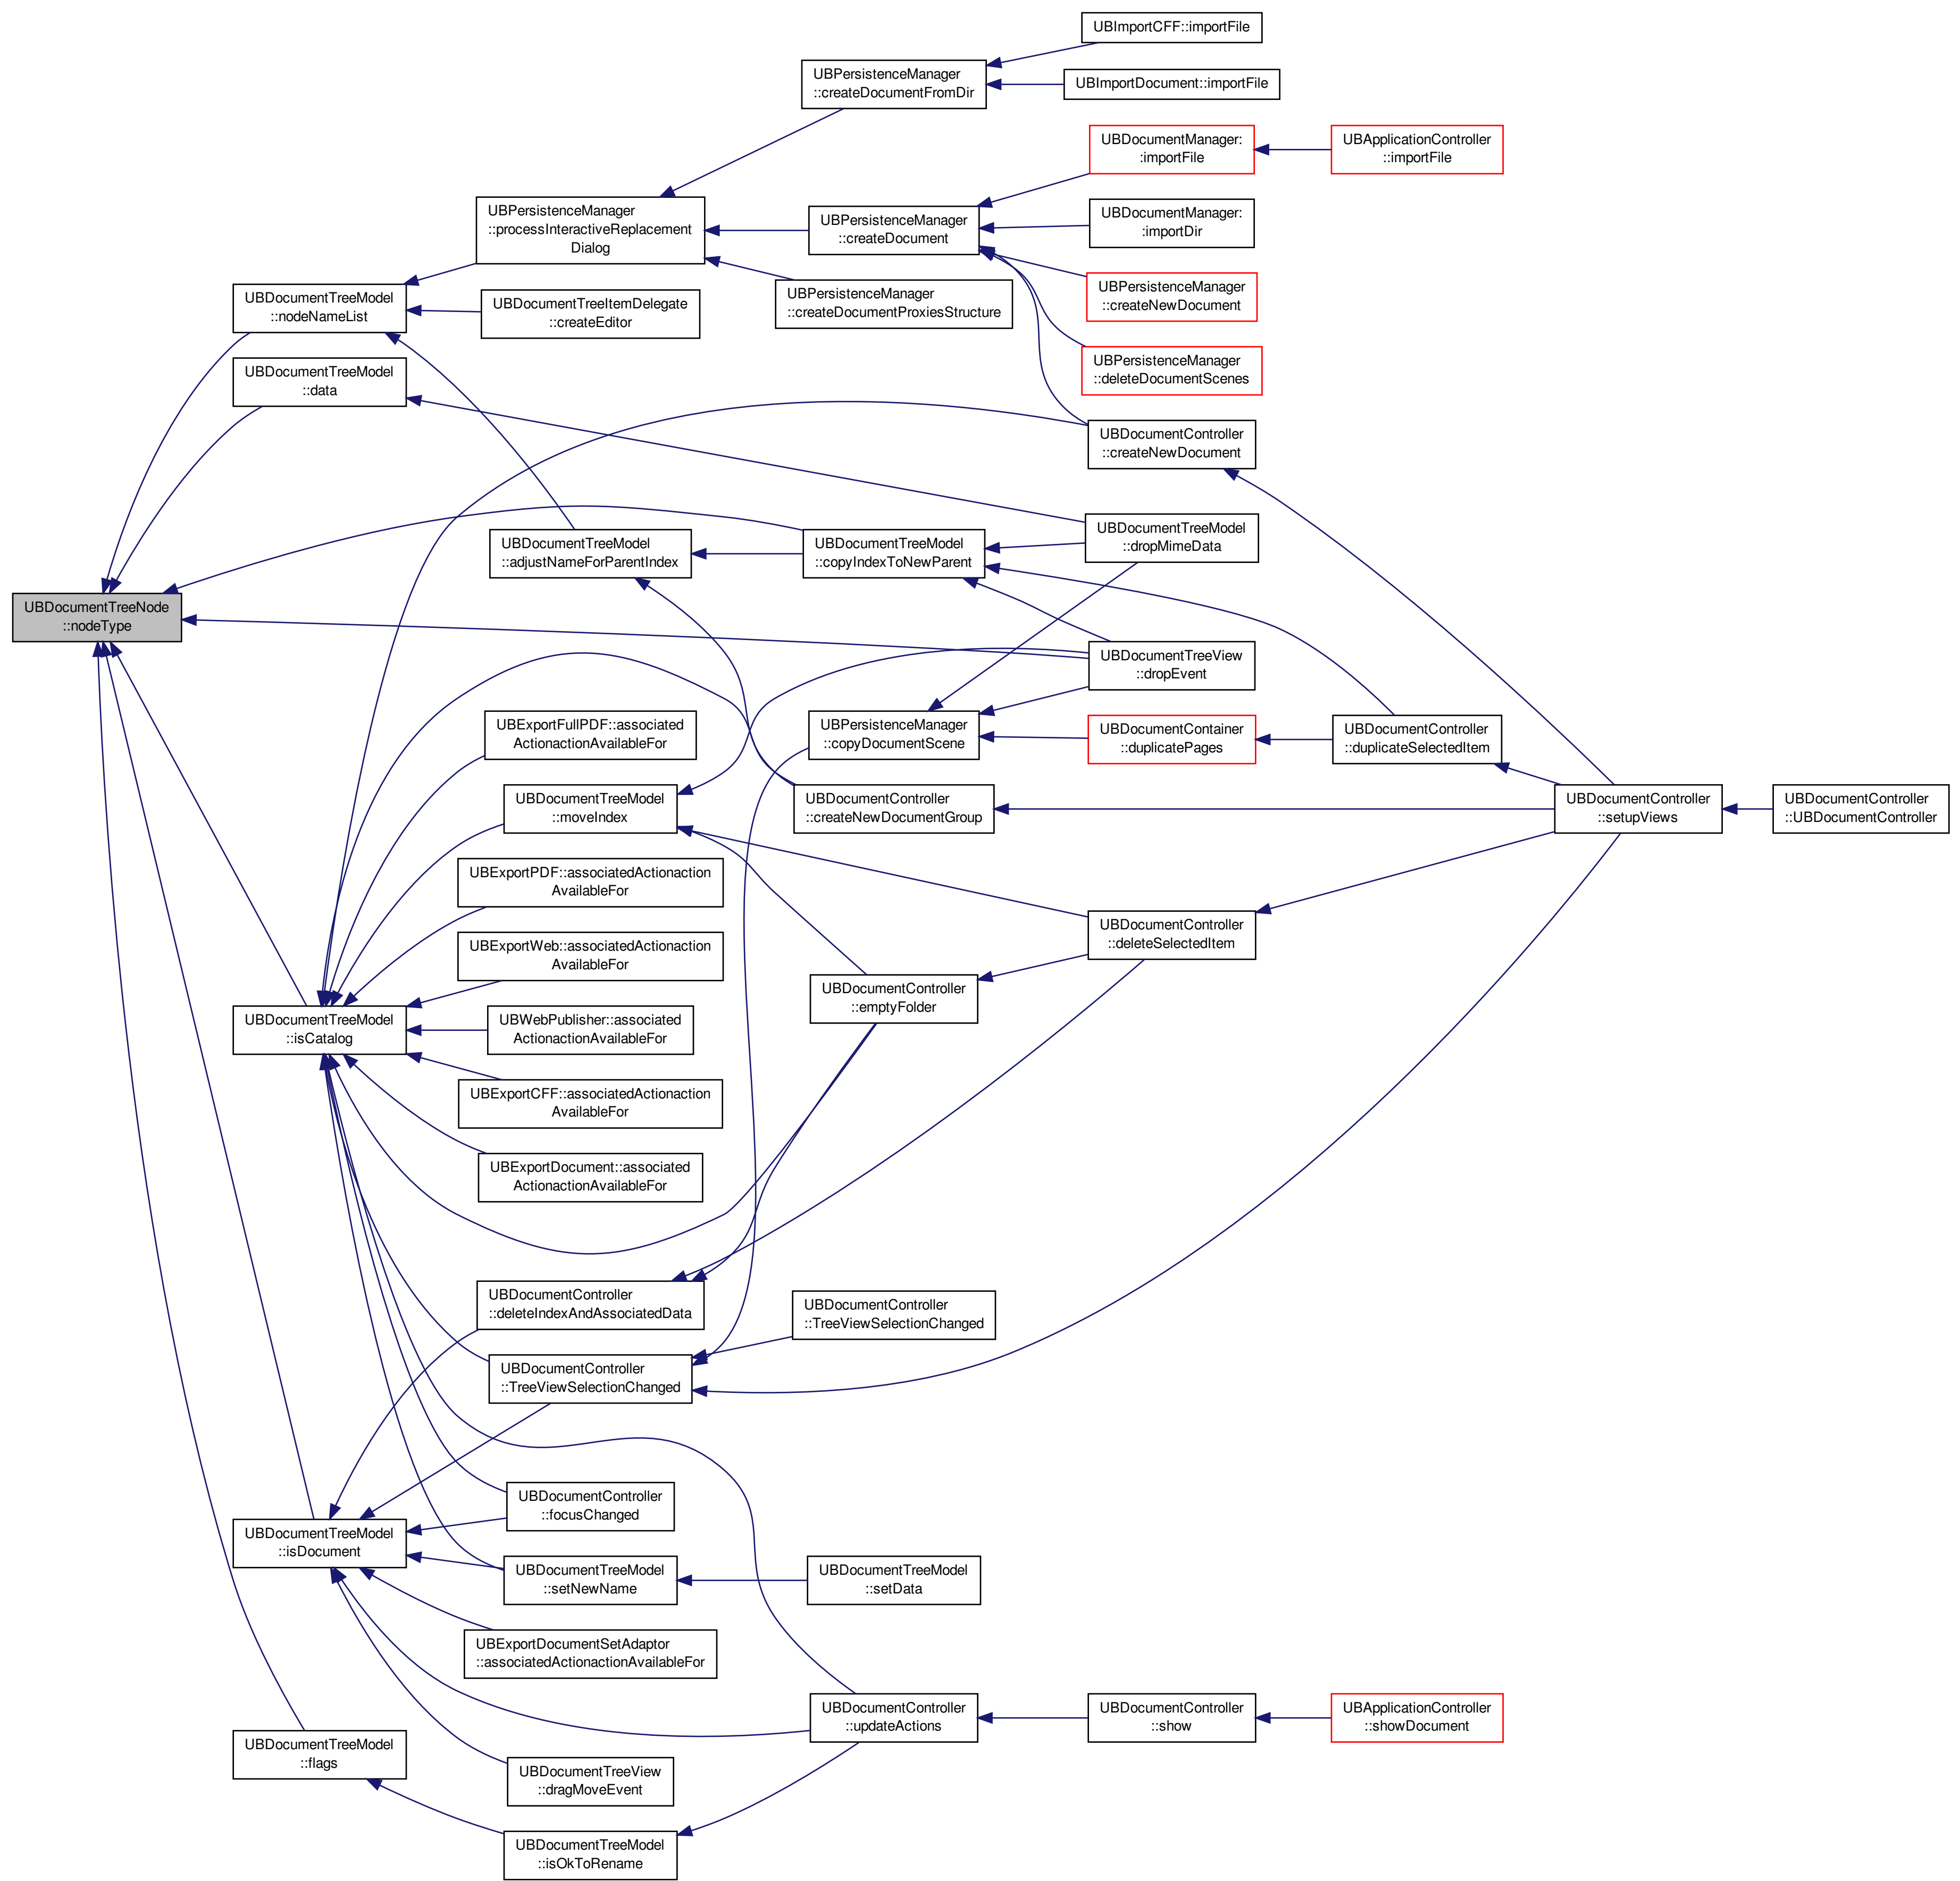 UBImportCFF::importFile
UBPersistenceManager
::createDocumentFromDir
UBImportDocument::importFile
UBDocumentManager:
:importFile
UBApplicationController
::importFile
UBPersistenceManager
::processInteractiveReplacement
Dialog
UBPersistenceManager
::createDocument
UBDocumentManager:
:importDir
UBPersistenceManager
::createNewDocument
UBPersistenceManager
::createDocumentProxiesStructure
UBDocumentTreeModel
::nodeNameList
UBDocumentTreeItemDelegate
::createEditor
UBPersistenceManager
::deleteDocumentScenes
UBDocumentTreeModel
::data
UBDocumentController
::createNewDocument
UBDocumentTreeModel
::dropMimeData
UBDocumentTreeModel
::adjustNameForParentIndex
UBDocumentTreeModel
::copyIndexToNewParent
UBDocumentTreeNode
::nodeType
UBDocumentTreeView
::dropEvent
UBExportFullPDF::associated
ActionactionAvailableFor
UBPersistenceManager
::copyDocumentScene
UBDocumentContainer
::duplicatePages
UBDocumentController
::duplicateSelectedItem
UBDocumentTreeModel
::moveIndex
UBDocumentController
::createNewDocumentGroup
UBDocumentController
::setupViews
UBDocumentController
::UBDocumentController
UBExportPDF::associatedActionaction
AvailableFor
UBDocumentController
::deleteSelectedItem
UBExportWeb::associatedActionaction
AvailableFor
UBDocumentController
::emptyFolder
UBDocumentTreeModel
::isCatalog
UBWebPublisher::associated
ActionactionAvailableFor
UBExportCFF::associatedActionaction
AvailableFor
UBExportDocument::associated
ActionactionAvailableFor
UBDocumentController
::deleteIndexAndAssociatedData
UBDocumentController
::TreeViewSelectionChanged
UBDocumentController
::TreeViewSelectionChanged
UBDocumentController
::focusChanged
UBDocumentTreeModel
::isDocument
UBDocumentTreeModel
::setNewName
UBDocumentTreeModel
::setData
UBExportDocumentSetAdaptor
::associatedActionactionAvailableFor
UBDocumentController
::updateActions
UBDocumentController
::show
UBApplicationController
::showDocument
UBDocumentTreeModel
::flags
UBDocumentTreeView
::dragMoveEvent
UBDocumentTreeModel
::isOkToRename